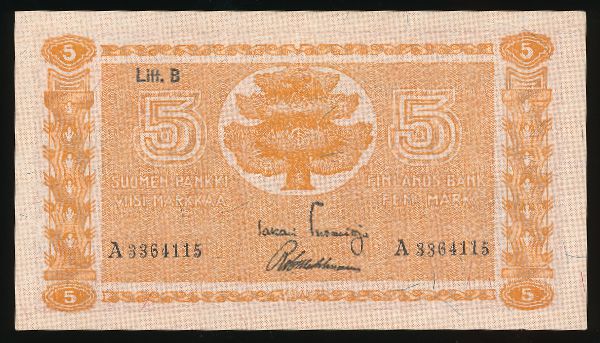 5 5
Litt. B
5 5
SUOMEN PANKKI FINLANDS BANK
VIISI MARKKAA FEM MARK
A 3364115 A 3364115
5 5